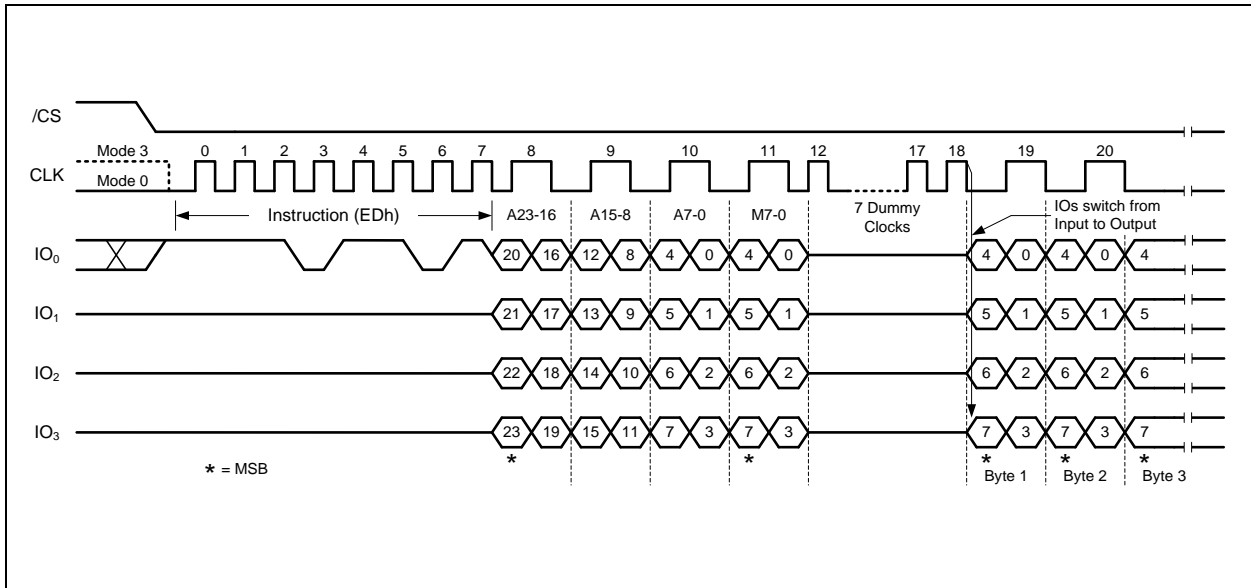 /CS
Mode 3
0 1 2 3 4 5 6 7 8 9 10 11 12 17 18 19 20
CLK
Mode 0
Instruction (EDh) A23-16 A15-8 A7-0 M7-0 7 Dummy
Clocks
IOs switch from
Input to Output
IO₀ 20 16 12 8 4 0 4 0 4 0 4 0 4
IO₁ 21 17 13 9 5 1 5 1 5 1 5 1 5
IO₂ 22 18 14 10 6 2 6 2 6 2 6 2 6
IO₃ 23 19 15 11 7 3 7 3 7 3 7 3 7
* * * * *
* = MSB
Byte 1 Byte 2 Byte 3